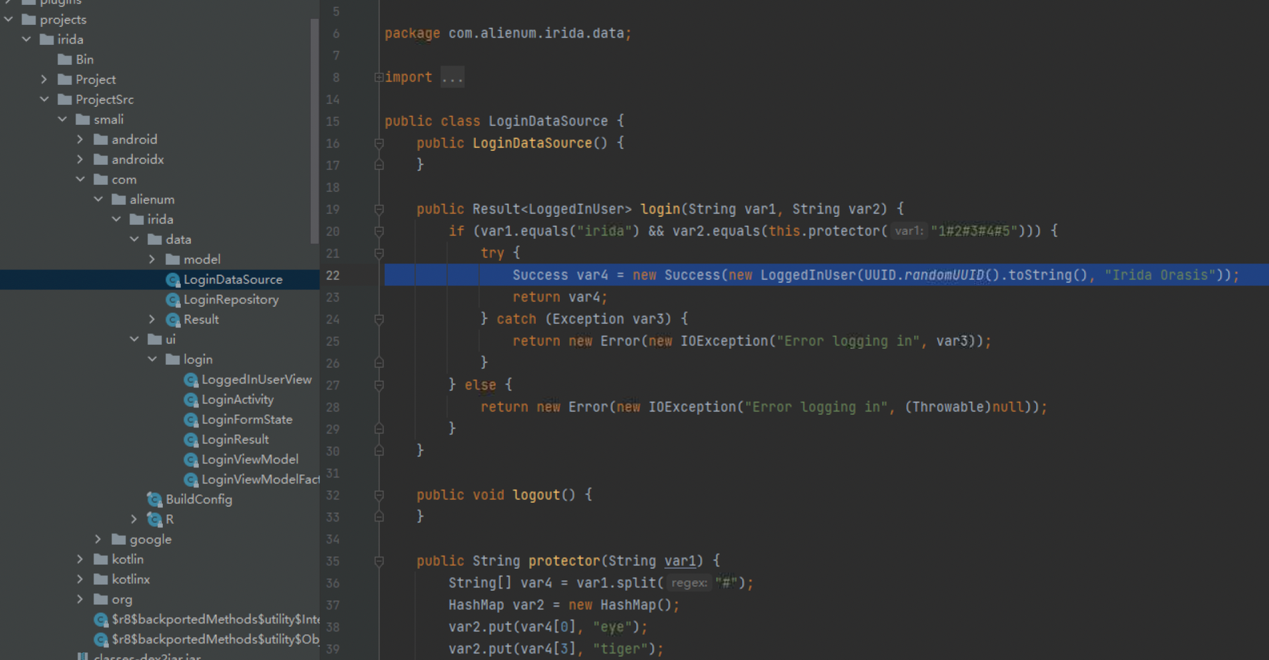 plugins
projects
irida
Bin
Project
ProjectSrc
smali
android
androidx
com
alienum
irida
data
model
LoginDataSource
LoginRepository
Result
ui
login
LoggedInUserView
LoginActivity
LoginFormState
LoginResult
LoginViewModel
LoginViewModelFact
BuildConfig
R
google
kotlin
kotlinx
org
$r8$backportedMethods$utility$Inte
$r8$backportedMethods$utility$Obj
classes-dex2jar.jar
5
6 package com.alienum.irida.data;
7
8 import ...
14
15 public class LoginDataSource {
16 public LoginDataSource() {
17 }
18
19 public Result<LoggedInUser> login(String var1, String var2) {
20 if (var1.equals("irida") && var2.equals(this.protector( var1: "1#2#3#4#5"))) {
21 try {
22 Success var4 = new Success(new LoggedInUser(UUID.randomUUID().toString(), "Irida Orasis"));
23 return var4;
24 } catch (Exception var3) {
25 return new Error(new IOException("Error logging in", var3));
26 }
27 } else {
28 return new Error(new IOException("Error logging in", (Throwable)null));
29 }
30 }
31
32 public void logout() {
33 }
34
35 public String protector(String var1) {
36 String[] var4 = var1.split( regex: "#");
37 HashMap var2 = new HashMap();
38 var2.put(var4[0], "eye");
39 var2.put(var4[3], "tiger");